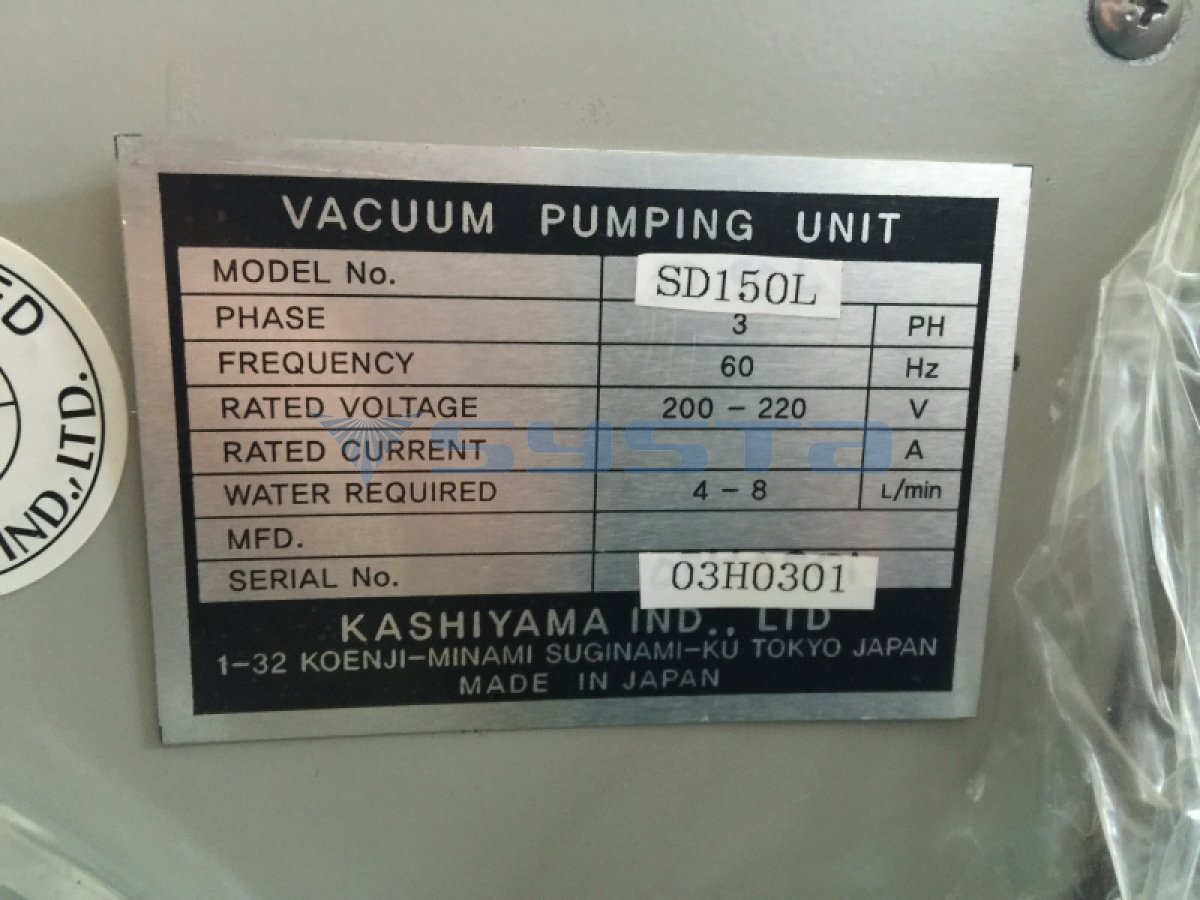 VACUUM PUMPING UNIT
MODEL No. SD150L
PHASE 3 PH
FREQUENCY 60 Hz
RATED VOLTAGE 200 - 220 V
RATED CURRENT A
WATER REQUIRED 4 - 8 L/min
MFD.
SERIAL No. 03H0301
KASHIYAMA IND., LTD
1-32 KOENJI-MINAMI SUGINAMI-KU TOKYO JAPAN
MADE IN JAPAN
IND., LTD.
systa